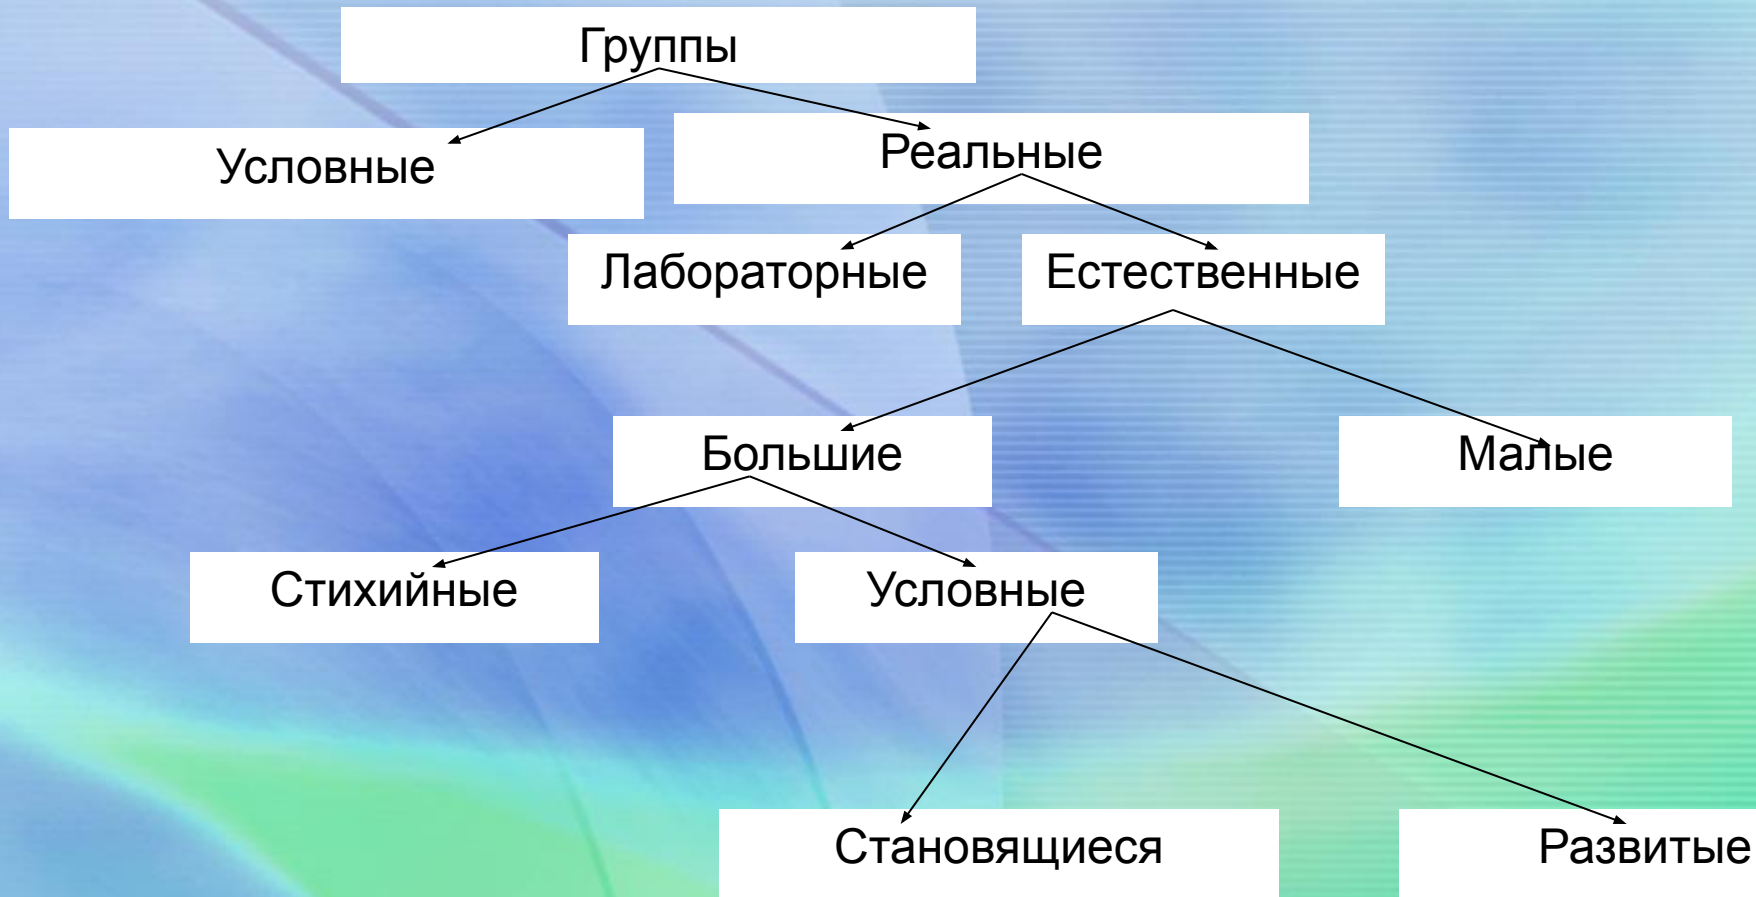 Группы
Условные
Реальные
Лабораторные
Естественные
Большие
Малые
Стихийные
Условные
Становящиеся
Развитые